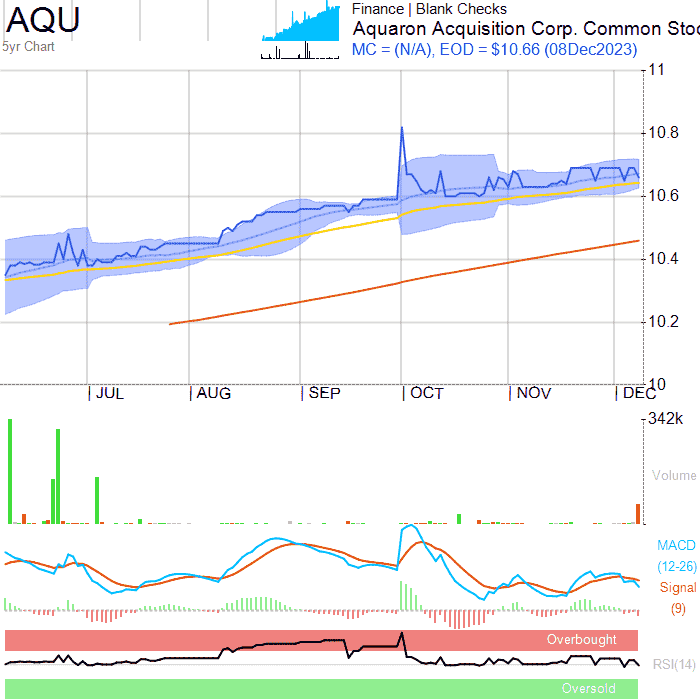 AQU
5yr Chart
Finance | Blank Checks
Aquaron Acquisition Corp. Common Stoc
MC = (N/A), EOD = $10.66 (08Dec2023)
11
10.8
10.6
10.4
10.2
10
JUL AUG SEP OCT NOV DEC
342k
Volume
MACD
(12-26)
Signal
(9)
Overbought
RSI(14)
Oversold